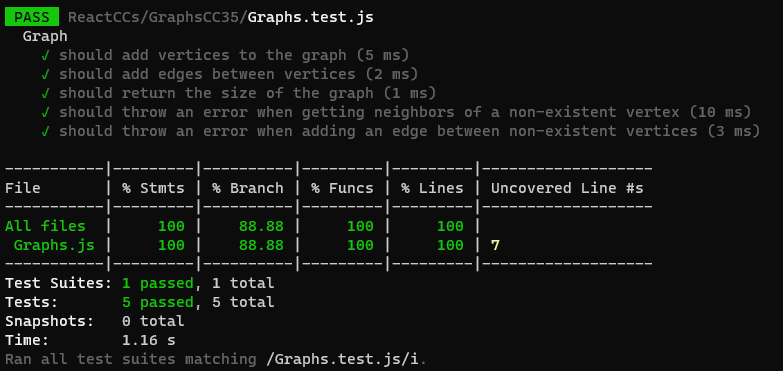 PASS ReactCCs/GraphsCC35/Graphs.test.js
  Graph
    ✓ should add vertices to the graph (5 ms)
    ✓ should add edges between vertices (2 ms)
    ✓ should return the size of the graph (1 ms)
    ✓ should throw an error when getting neighbors of a non-existent vertex (10 ms)
    ✓ should throw an error when adding an edge between non-existent vertices (3 ms)
-----------|---------|----------|---------|---------|-------------------
File       | % Stmts | % Branch | % Funcs | % Lines | Uncovered Line #s
-----------|---------|----------|---------|---------|-------------------
All files  |     100 |    88.88 |     100 |     100 |
 Graphs.js |     100 |    88.88 |     100 |     100 | 7
-----------|---------|----------|---------|---------|-------------------
Test Suites: 1 passed, 1 total
Tests:       5 passed, 5 total
Snapshots:   0 total
Time:        1.16 s
Ran all test suites matching /Graphs.test.js/i.